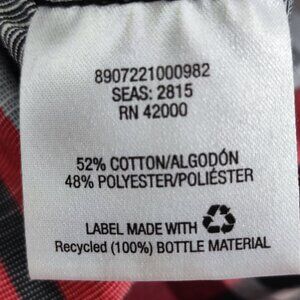 8907221000982
SEAS: 2815
RN 42000
52% COTTON/ALGODÓN
48% POLYESTER/POLIÉSTER
LABEL MADE WITH
Recycled (100%) BOTTLE MATERIAL